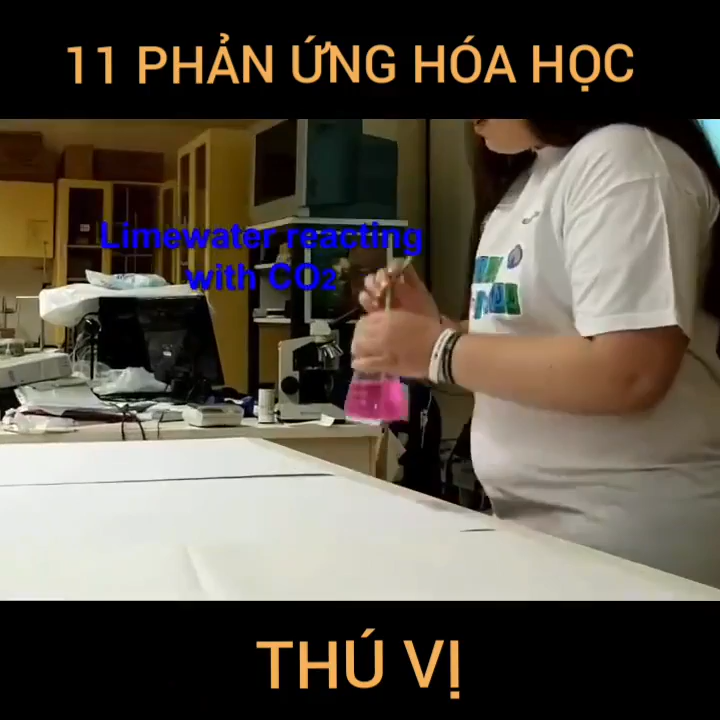 11 PHẢN ỨNG HÓA HỌC
Limewater reacting
with CO2
THÚ VỊ